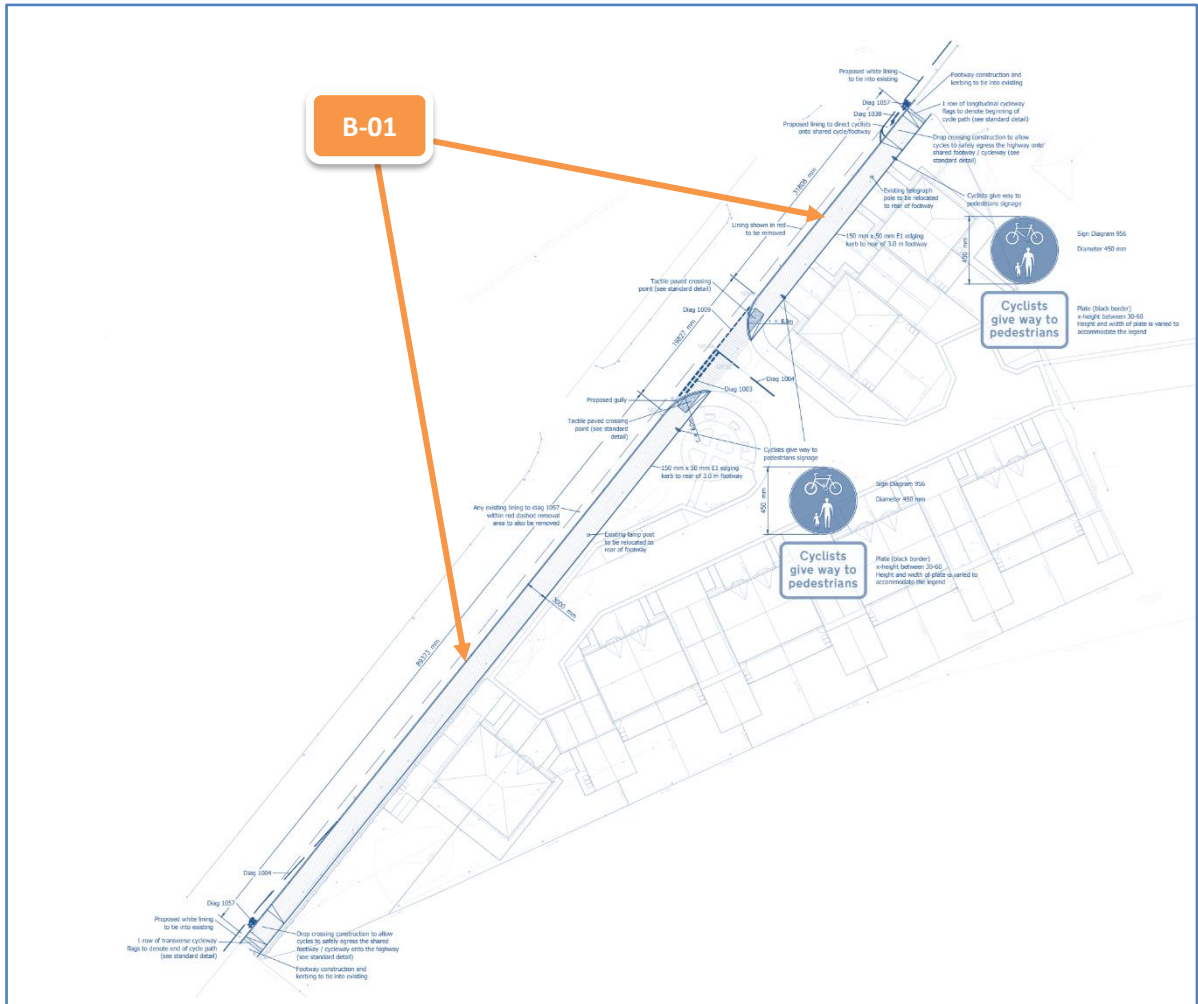 B-01
Proposed white lining
to tie into existing
Footway construction and
kerbing to tie into existing
Diag 1057
1 row of longitudinal cycleway
flags to denote beginning of
cycle path (see standard detail)
Diag 1038
Proposed lining to direct cyclists
onto shared cycle/footway
Drop crossing construction to allow
cycles to safely egress the highway onto
shared footway / cycleway (see
standard detail)
31808 mm
Existing telegraph
pole to be relocated
to rear of footway
Cyclists give way to
pedestrians signage
Lining shown in red
to be removed
150 mm x 50 mm E1 edging
kerb to rear of 3.0 m footway
450 mm
Sign Diagram 956
Diameter 450 mm
Tactile paved crossing
point (see standard detail)
Cyclists
give way to
pedestrians
Plate (black border)
x-height between 30-60
Height and width of plate is varied to
accommodate the legend
Diag 1009
Diag 1004
Diag 1003
Proposed gully
Tactile paved crossing
point (see standard
detail)
Cyclists give way to
pedestrians signage
150 mm x 50 mm E1 edging
kerb to rear of 3.0 m footway
450 mm
Sign Diagram 956
Diameter 450 mm
Any existing lining to diag 1057
within red dashed removal
area to also be removed
Existing lamp post
to be relocated to
rear of footway
Cyclists
give way to
pedestrians
Plate (black border)
x-height between 30-60
Height and width of plate is varied to
accommodate the legend
3000 mm
89373 mm
Diag 1004
Diag 1057
Proposed white lining
to tie into existing
1 row of transverse cycleway
flags to denote end of cycle path
(see standard detail)
Drop crossing construction to allow
cycles to safely egress the shared
footway / cycleway onto the highway
(see standard detail)
Footway construction and
kerbing to tie into existing